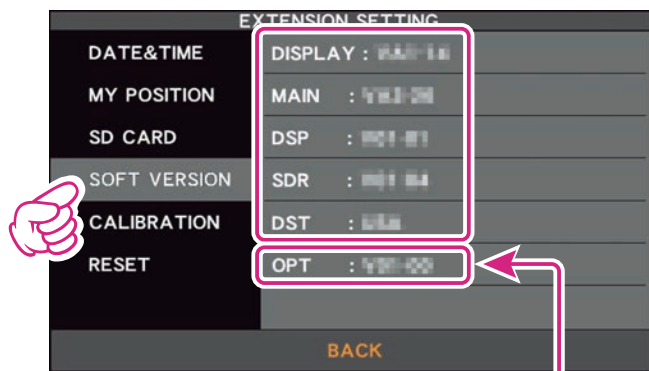 EXTENSION SETTING
DATE&TIME DISPLAY :
MY POSITION MAIN :
SD CARD DSP :
SOFT VERSION SDR :
CALIBRATION DST :
RESET OPT :
BACK